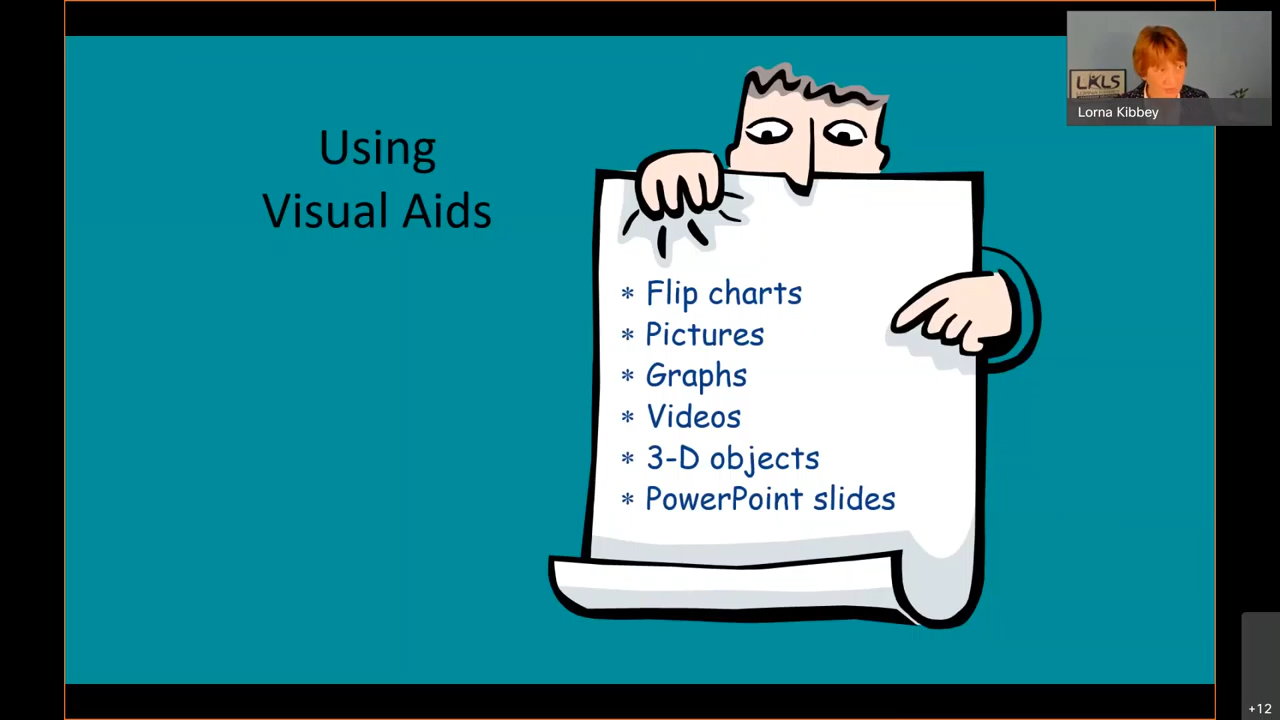 Using
Visual Aids
* Flip charts
* Pictures
* Graphs
* Videos
* 3-D objects
* PowerPoint slides
LKLS
Lorna Kibbey
+12